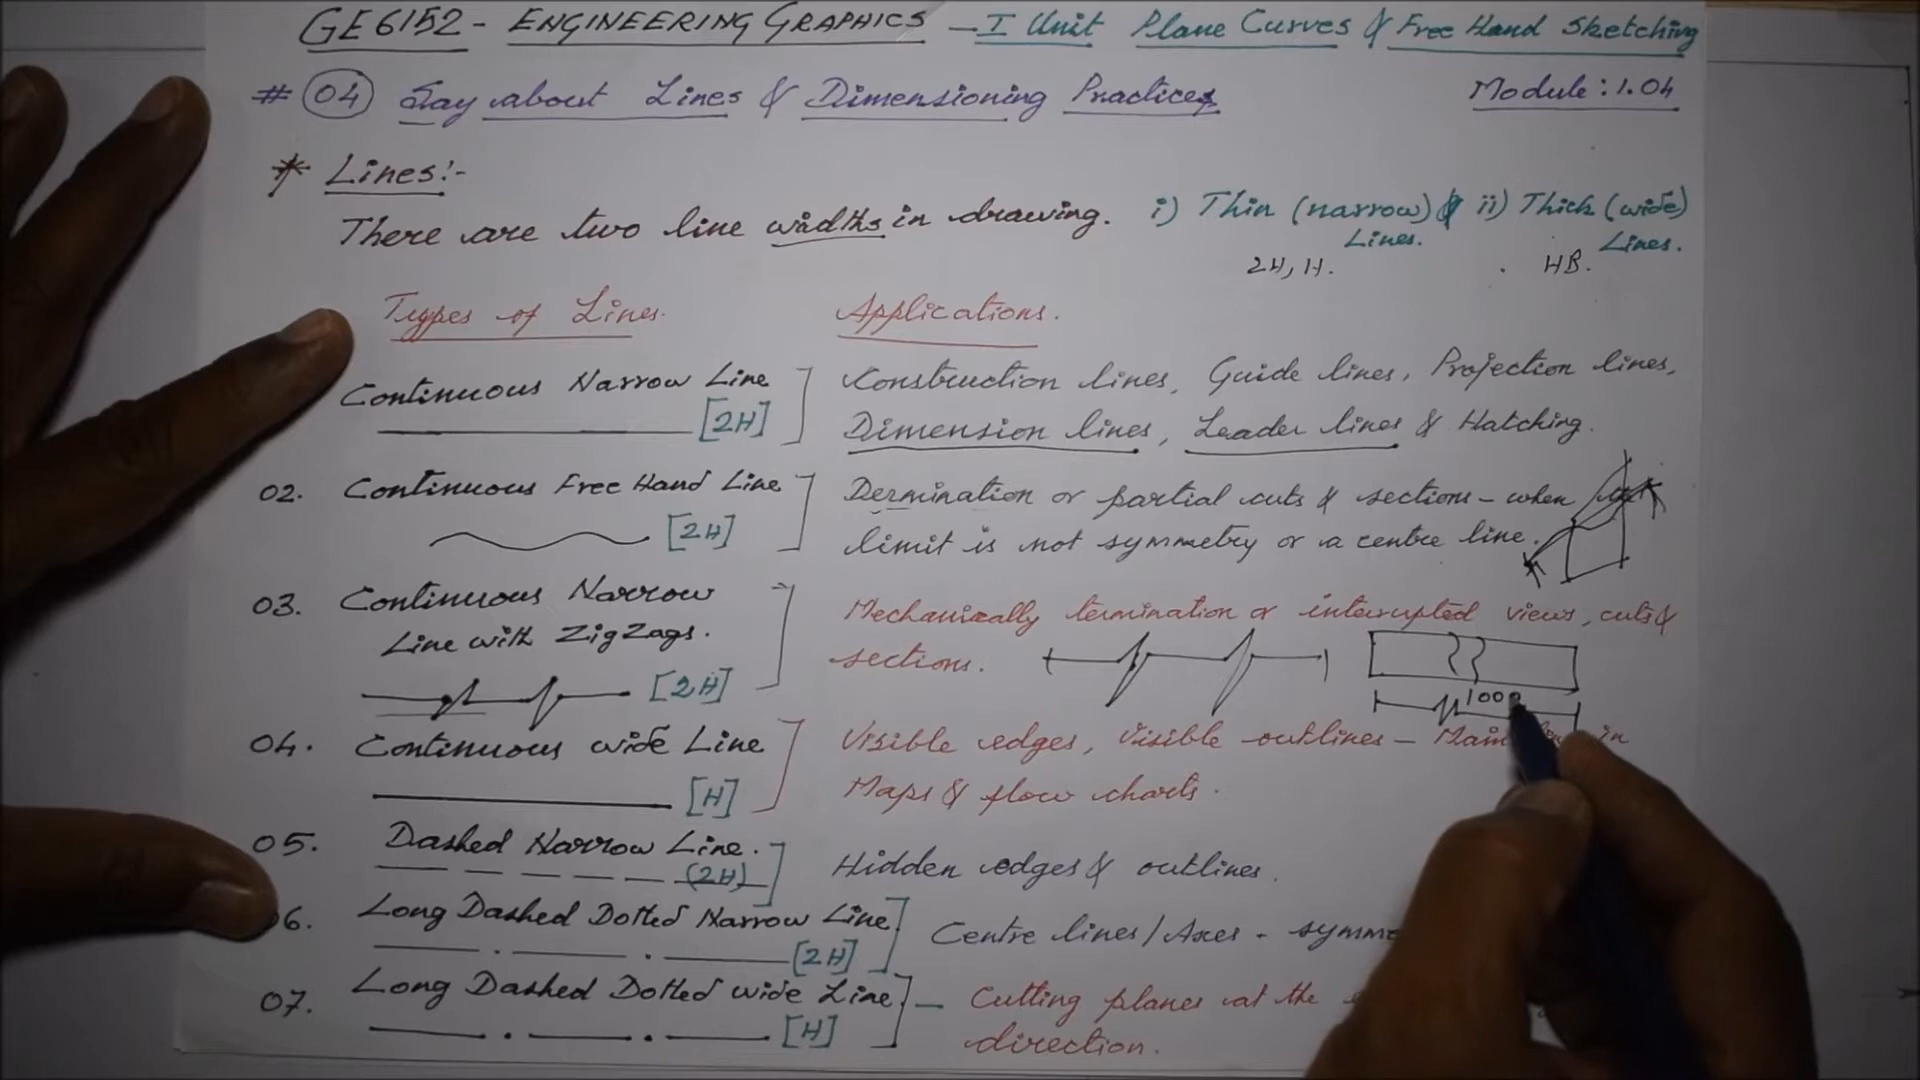 GE6152 - ENGINEERING GRAPHICS - I Unit Plane Curves & Free Hand Sketching
# 04 Say about Lines & Dimensioning Practices
Module: 1.04
* Lines:-
There are two line widths in drawing. i) Thin (narrow) & ii) Thick (wide)
Lines. Lines.
2H, H. HB.
Types of Lines. Applications.
Continuous Narrow Line Construction lines, Guide lines, Projection lines,
[2H] Dimension lines, Leader lines & Hatching.
02. Continuous Free Hand Line Dermination or partial cuts & sections - when
[2H] limit is not symmetry or a centre line.
03. Continuous Narrow Mechanically termination or interrupted views, cuts &
Line with ZigZags. sections.
[2H]
100
04. Continuous wide Line Visible edges, Visible outlines - Main in
[H] Maps & flow charts.
05. Dashed Narrow Line. Hidden edges & outlines.
(2H)
06. Long Dashed Dotted Narrow Line Centre lines/Axes - symme
[2H]
07. Long Dashed Dotted wide Line - Cutting planes at the
[H] direction.